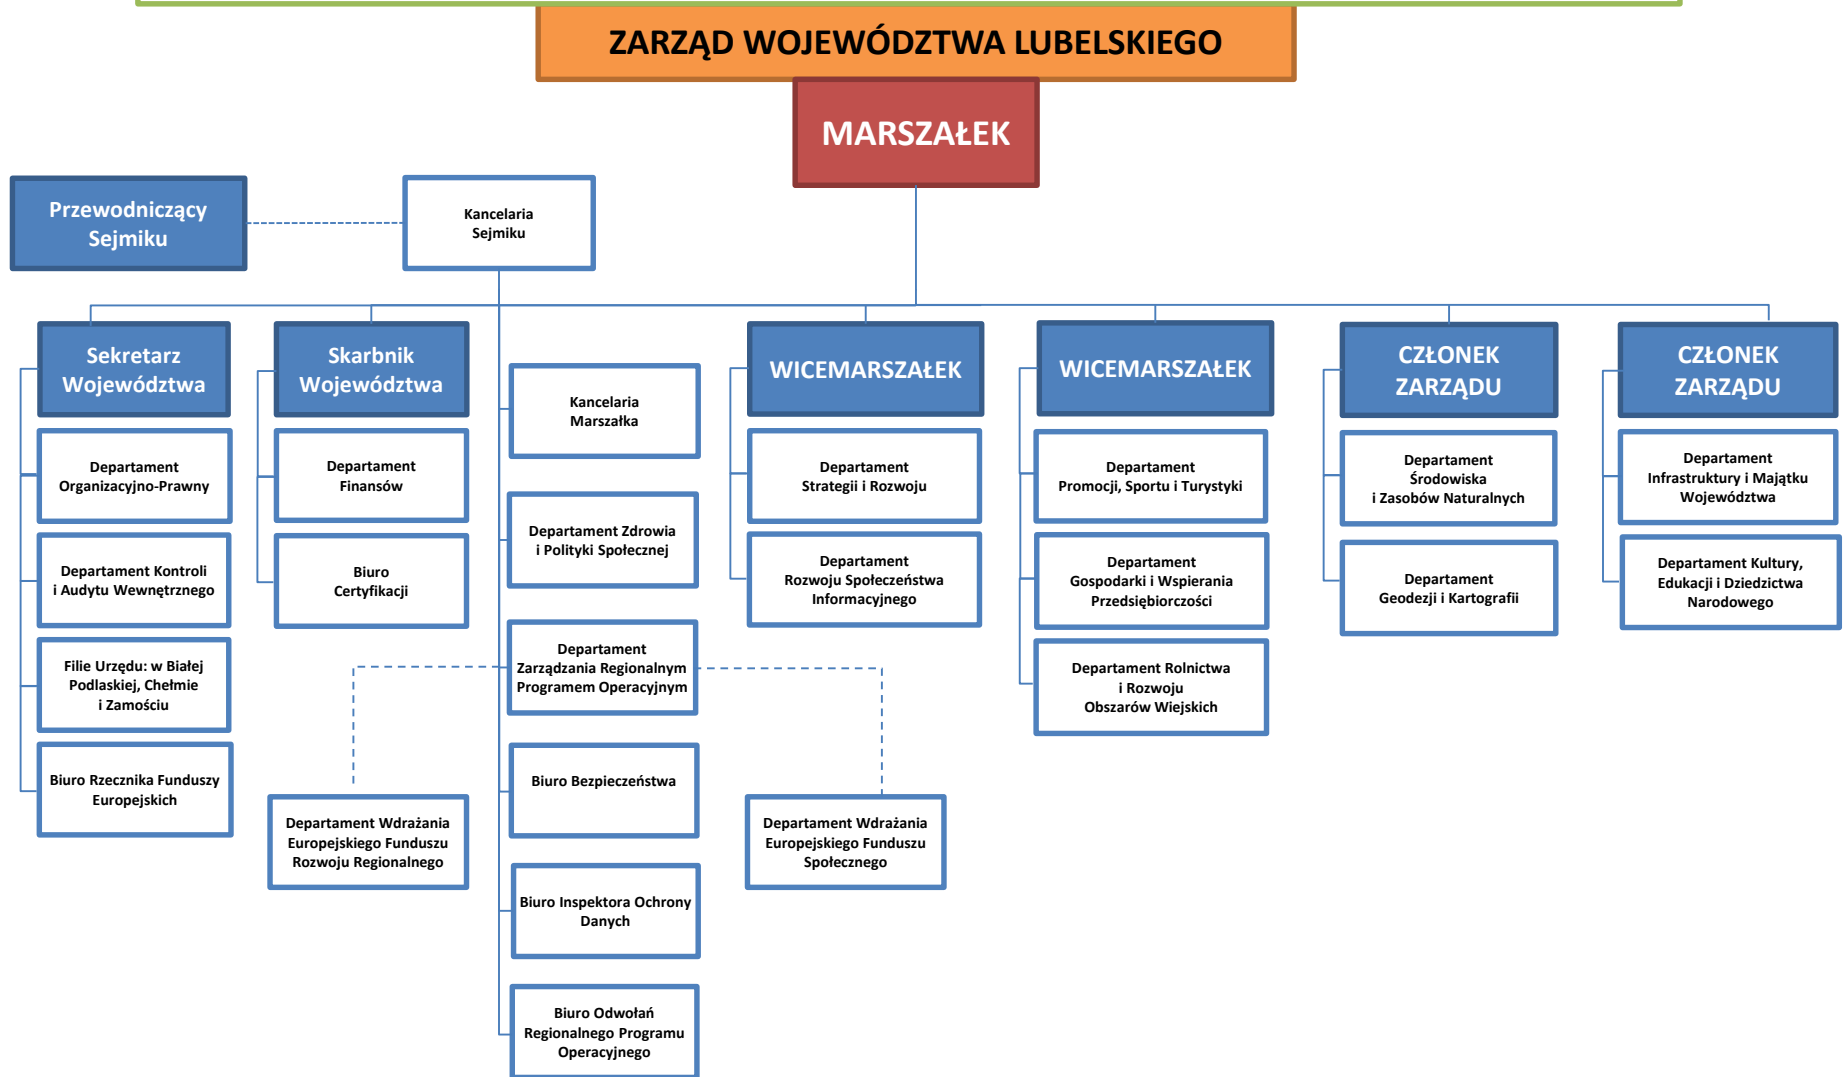 ZARZĄD WOJEWÓDZTWA LUBELSKIEGO
MARSZAŁEK
Przewodniczący
Sejmiku
Kancelaria
Sejmiku
Sekretarz
Województwa
Departament
Organizacyjno-Prawny
Departament Kontroli
i Audytu Wewnętrznego
Filie Urzędu: w Białej
Podlaskiej, Chełmie
i Zamościu
Biuro Rzecznika Funduszy
Europejskich
Skarbnik
Województwa
Departament
Finansów
Biuro
Certyfikacji
Departament Wdrażania
Europejskiego Funduszu
Rozwoju Regionalnego
Kancelaria
Marszałka
Departament Zdrowia
i Polityki Społecznej
Departament
Zarządzania Regionalnym
Programem Operacyjnym
Biuro Bezpieczeństwa
Biuro Inspektora Ochrony
Danych
Biuro Odwołań
Regionalnego Programu
Operacyjnego
WICEMARSZAŁEK
Departament
Strategii i Rozwoju
Departament
Rozwoju Społeczeństwa
Informacyjnego
Departament Wdrażania
Europejskiego Funduszu
Społecznego
WICEMARSZAŁEK
Departament
Promocji, Sportu i Turystyki
Departament
Gospodarki i Wspierania
Przedsiębiorczości
Departament Rolnictwa
i Rozwoju
Obszarów Wiejskich
CZŁONEK
ZARZĄDU
Departament
Środowiska
i Zasobów Naturalnych
Departament
Geodezji i Kartografii
CZŁONEK
ZARZĄDU
Departament
Infrastruktury i Majątku
Województwa
Departament Kultury,
Edukacji i Dziedzictwa
Narodowego